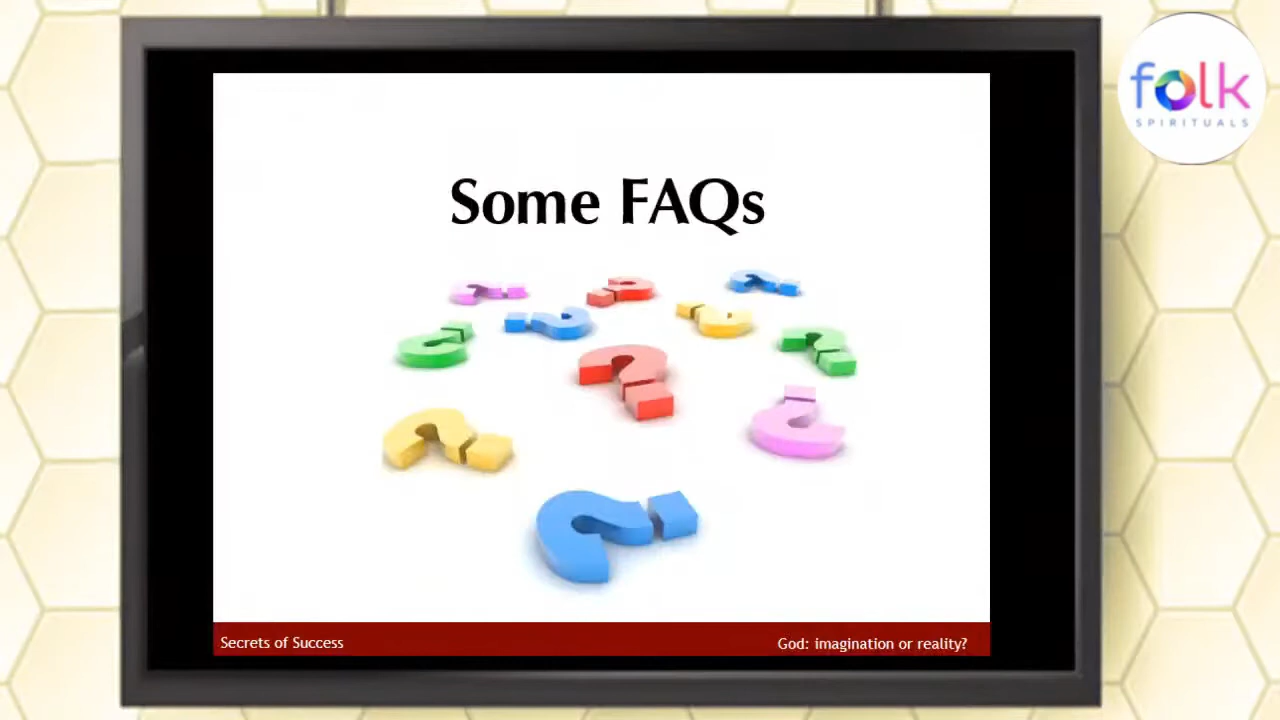 folk
SPIRITUALS
Some FAQs
Secrets of Success
God: imagination or reality?